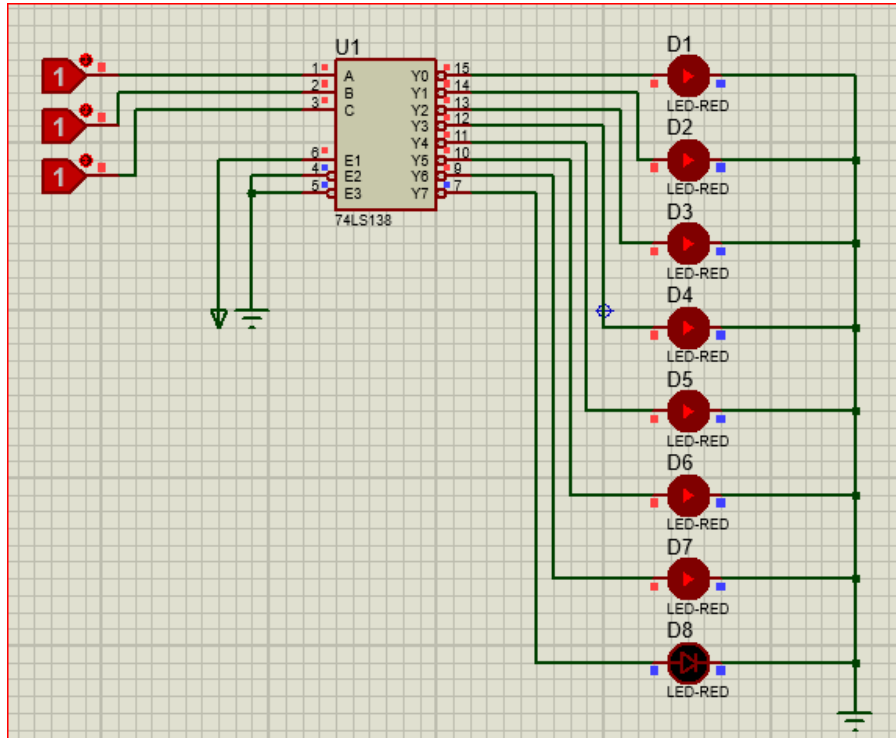 U1
1
1
1
1
2
3
6
4
5
A
B
C
E1
E2
E3
Y0
Y1
Y2
Y3
Y4
Y5
Y6
Y7
15
14
13
12
11
10
9
7
74LS138
D1
LED-RED
D2
LED-RED
D3
LED-RED
D4
LED-RED
D5
LED-RED
D6
LED-RED
D7
LED-RED
D8
LED-RED